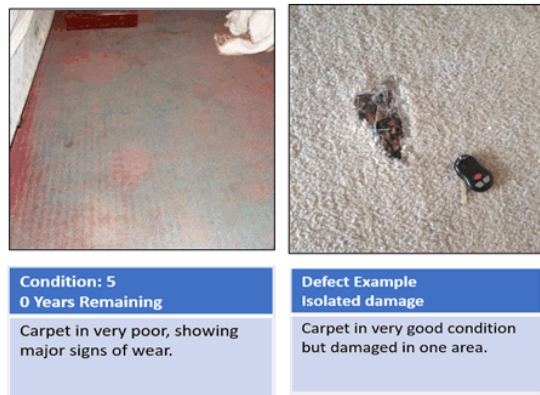 Condition: 5
0 Years Remaining
Carpet in very poor, showing
major signs of wear.
Defect Example
Isolated damage
Carpet in very good condition
but damaged in one area.